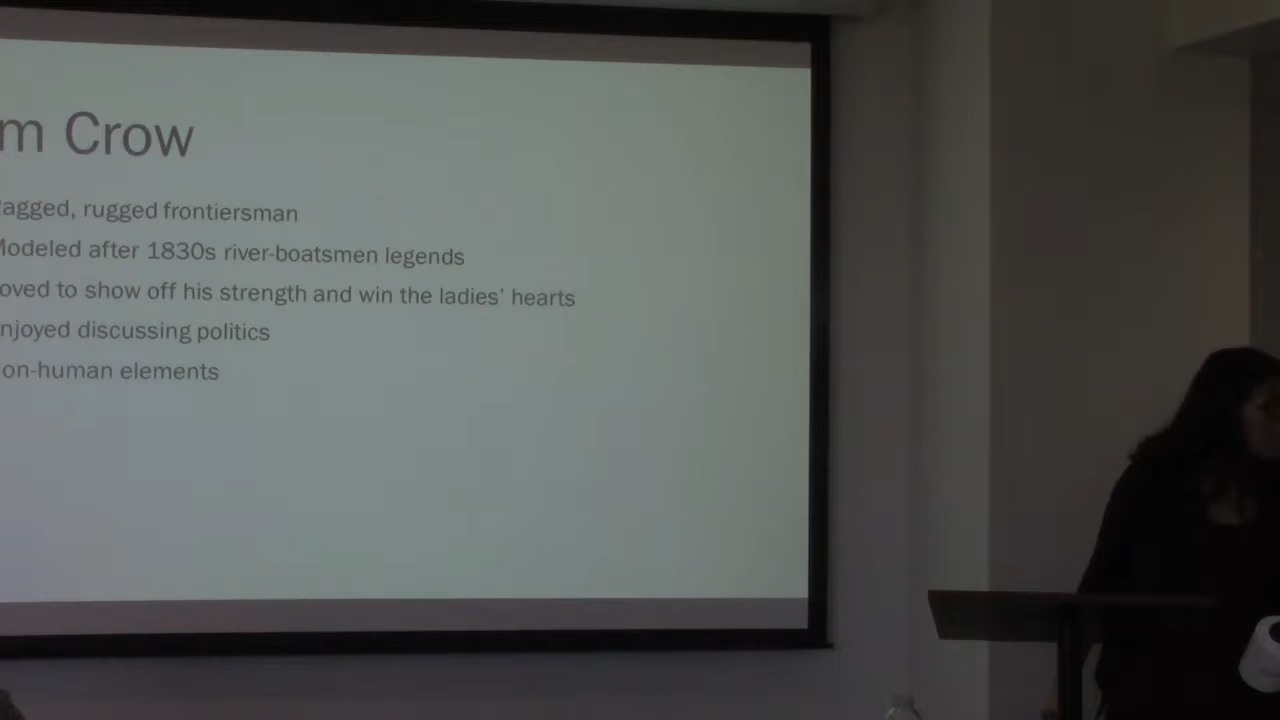 m Crow
Ragged, rugged frontiersman
Modeled after 1830s river-boatsmen legends
oved to show off his strength and win the ladies' hearts
njoyed discussing politics
on-human elements